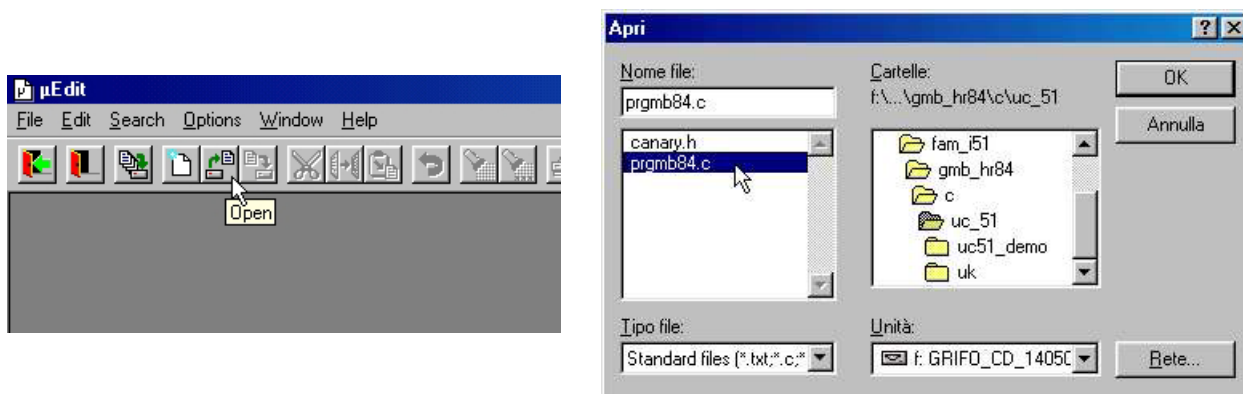 µEdit
File Edit Search Options Window Help
Open
Apri
Nome file:
prgmb84.c
canary.h
prgmb84.c
Cartelle:
f:\...\gmb_hr84\c\uc_51
fam_i51
gmb_hr84
c
uc_51
uc51_demo
uk
OK
Annulla
Tipo file:
Standard files (*.txt;*.c;*
Unità:
f: GRIFO_CD_1405C
Rete...